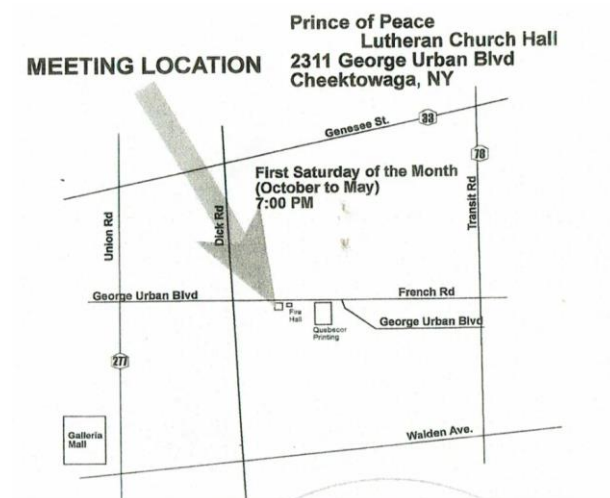 Prince of Peace
Lutheran Church Hall
2311 George Urban Blvd
Cheektowaga, NY
MEETING LOCATION
Genesee St.
33
78
First Saturday of the Month
(October to May)
7:00 PM
Union Rd
Dick Rd
Transit Rd
George Urban Blvd
French Rd
Fire
Hall
Quebecor
Printing
George Urban Blvd
277
Galleria
Mall
Walden Ave.